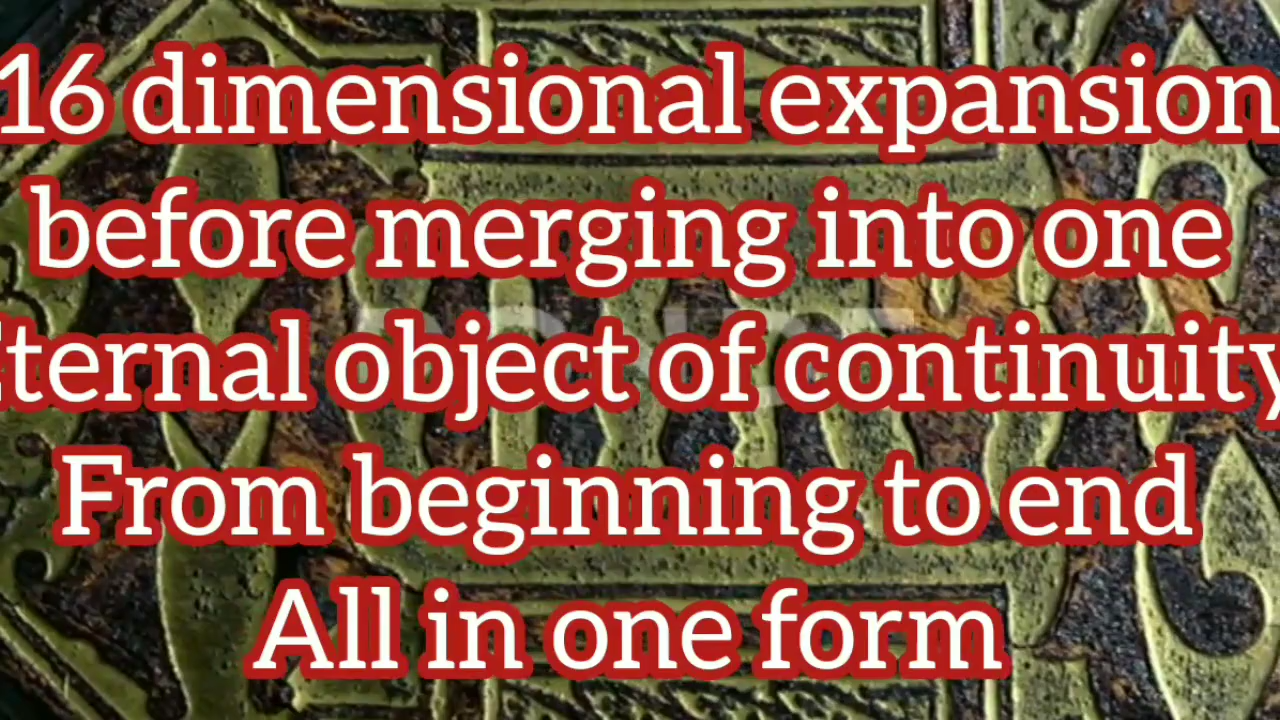 16 dimensional expansion
before merging into one
Eternal object of continuity
From beginning to end
All in one form